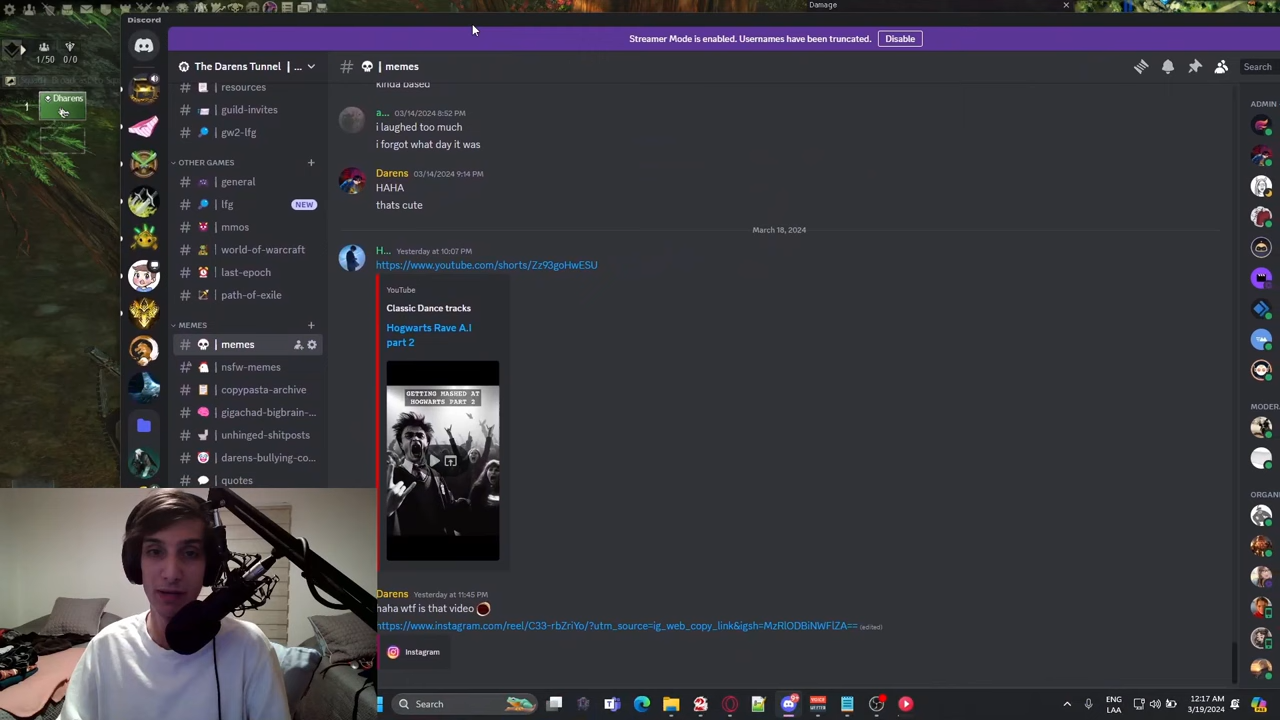 Damage
Discord
Streamer Mode is enabled. Usernames have been truncated.
Disable
1/50
0/0
1
Dharens
The Darens Tunnel | ...
resources
guild-invites
gw2-lfg
OTHER GAMES
general
lfg
NEW
mmos
world-of-warcraft
last-epoch
path-of-exile
MEMES
memes
nsfw-memes
copypasta-archive
gigachad-bigbrain-...
unhinged-shitposts
darens-bullying-co...
quotes
# | memes
Search
kinda based
a... 03/14/2024 8:52 PM
i laughed too much
i forgot what day it was
Darens 03/14/2024 9:14 PM
HAHA
thats cute
March 18, 2024
H... Yesterday at 10:07 PM
https://www.youtube.com/shorts/Zz93goHwESU
YouTube
Classic Dance tracks
Hogwarts Rave A.I
part 2
GETTING MASHED AT
HOGWARTS PART 2
Darens Yesterday at 11:45 PM
haha wtf is that video
https://www.instagram.com/reel/C33-rbZriYo/?utm_source=ig_web_copy_link&igsh=MzRlODBiNWFlZA== (edited)
Instagram
ADMIN
MODER
ORGAN
Search
ENG
LAA
12:17 AM
3/19/2024